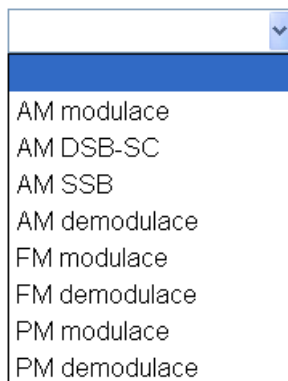 AM modulace
AM DSB-SC
AM SSB
AM demodulace
FM modulace
FM demodulace
PM modulace
PM demodulace